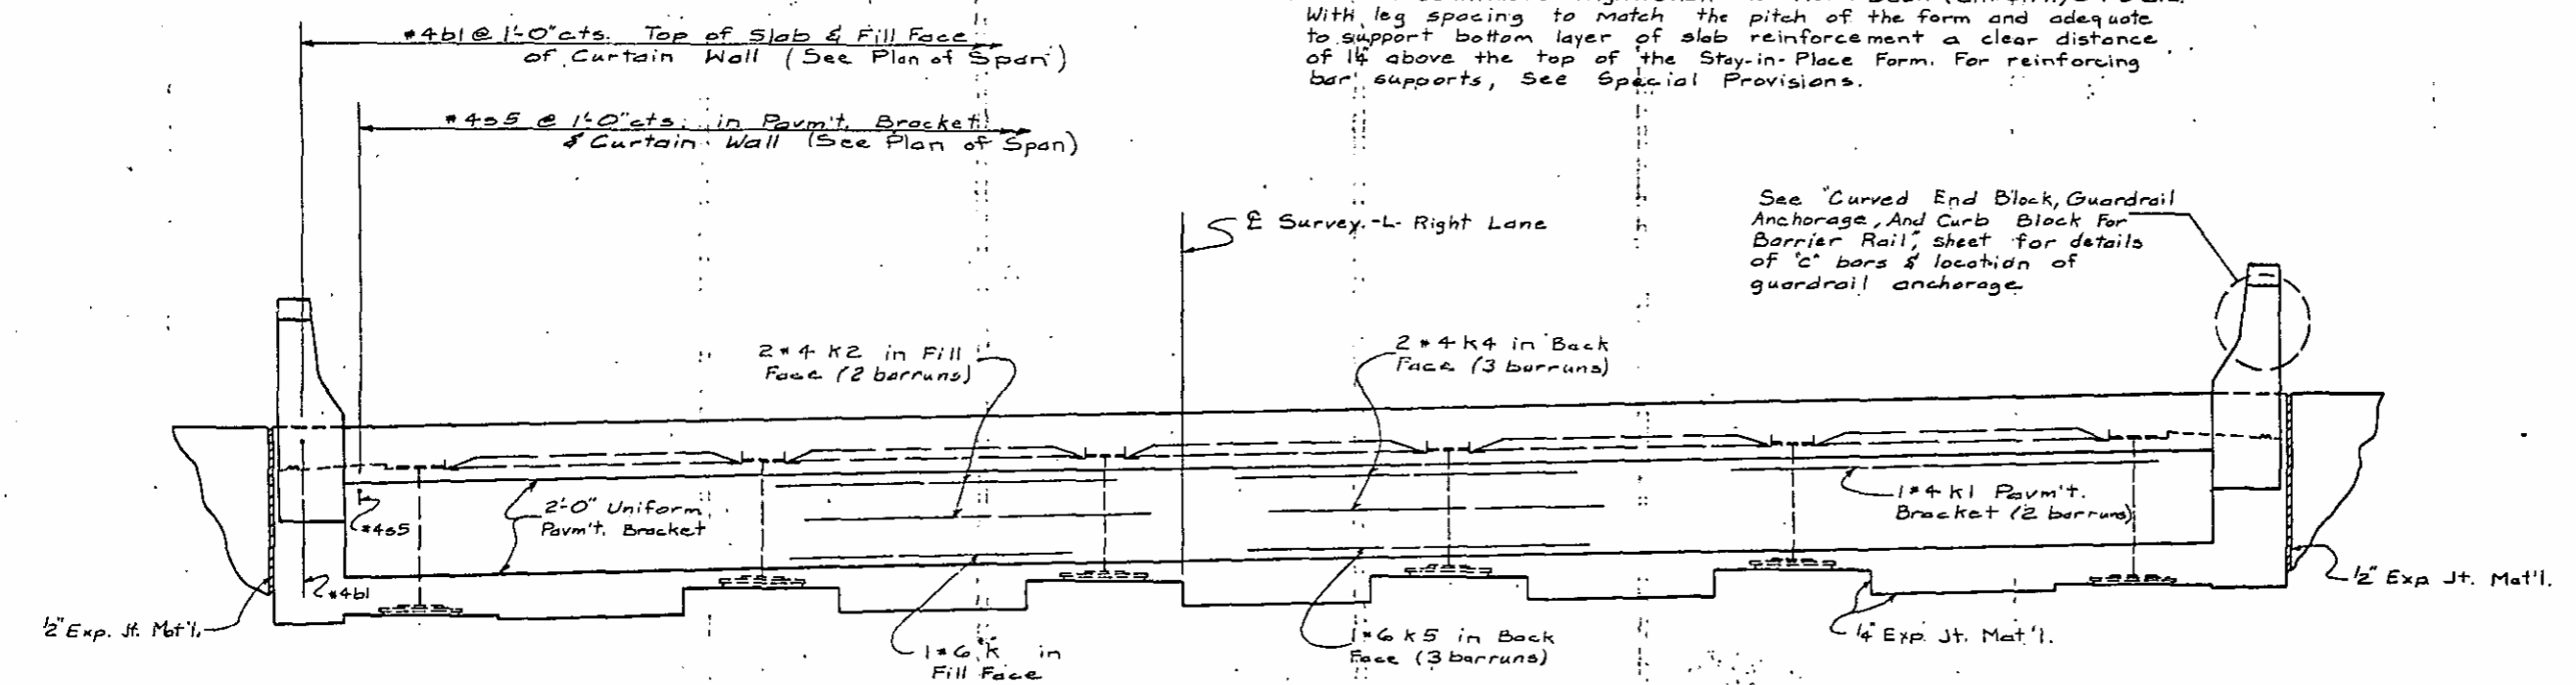 With leg spacing to match the pitch of the form and adequate
to support bottom layer of slab reinforcement a clear distance
of 1¼" above the top of the Stay-in-Place Form. For reinforcing
bar supports, See Special Provisions.
#4b1 @ 1'-0" cts. Top of Slab & Fill Face
of Curtain Wall (See Plan of Span)
#4s5 @ 1'-0" cts. in Pavm't. Bracket
& Curtain Wall (See Plan of Span)
℄ Survey -L- Right Lane
See "Curved End Block, Guardrail
Anchorage, And Curb Block For
Barrier Rail", sheet for details
of "C" bars & location of
guardrail anchorage
2 #4 K2 in Fill
Face (2 barruns)
2 #4 K4 in Back
Face (3 barruns)
#4s5
2'-0" Uniform
Pavm't. Bracket
1 #4 K1 Pavm't.
Bracket (2 barruns)
#4b1
½" Exp. Jt. Mat'l.
1 #6 K in
Fill Face
1 #6 K5 in Back
Face (3 barruns)
¼" Exp. Jt. Mat'l.
½" Exp. Jt. Mat'l.